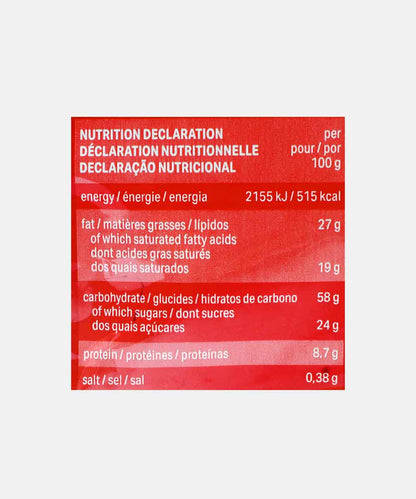 NUTRITION DECLARATION per
DÉCLARATION NUTRITIONNELLE pour / por
DECLARAÇÃO NUTRICIONAL 100 g
energy / énergie / energia 2155 kJ / 515 kcal
fat / matières grasses / lípidos 27 g
of which saturated fatty acids
dont acides gras saturés
dos quais saturados 19 g
carbohydrate / glucides / hidratos de carbono 58 g
of which sugars / dont sucres
dos quais açúcares 24 g
protein / protéines / proteínas 8,7 g
salt / sel / sal 0,38 g